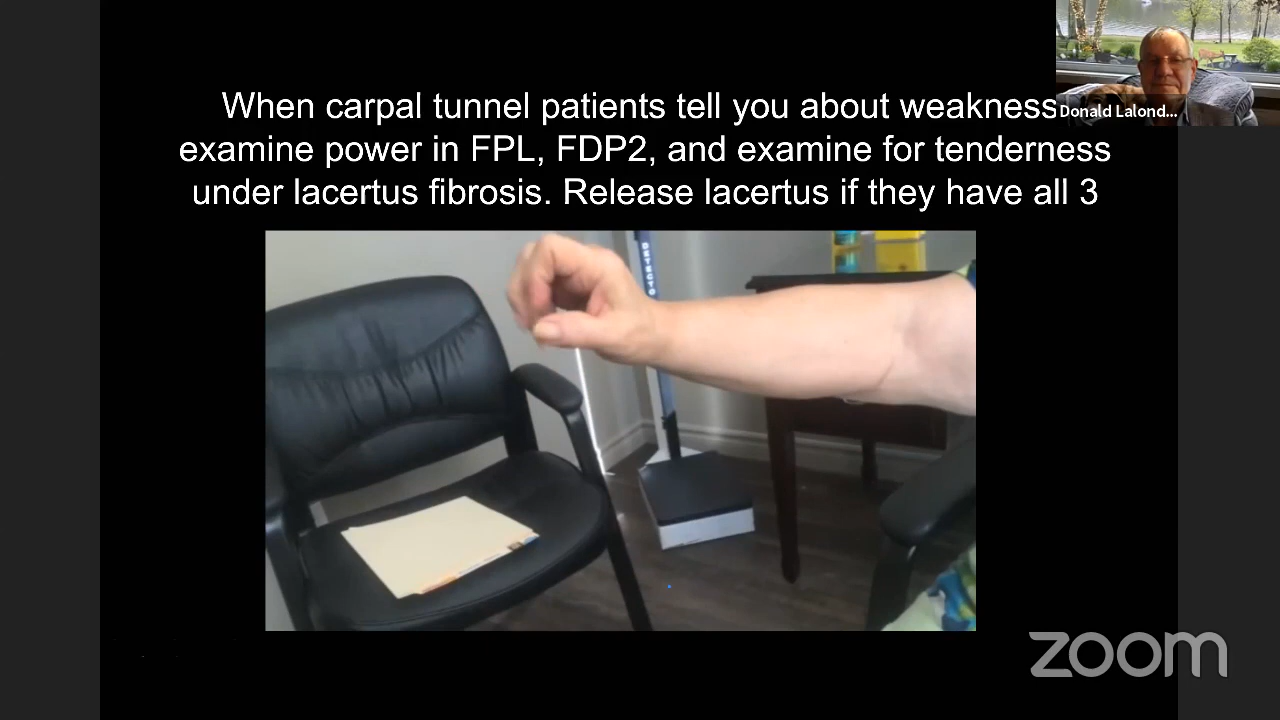 When carpal tunnel patients tell you about weakness
examine power in FPL, FDP2, and examine for tenderness
under lacertus fibrosis. Release lacertus if they have all 3
Donald Lalond...
DETECTO
zoom